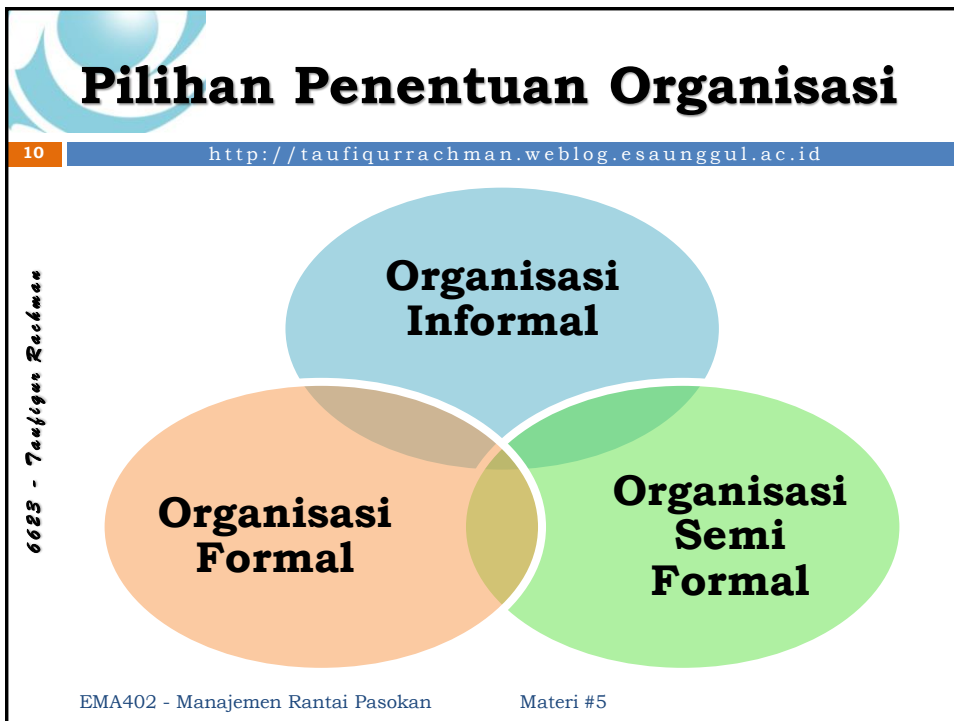 Pilihan Penentuan Organisasi
10
http://taufiqurrachman.weblog.esaunggul.ac.id
6623 - Taufiqur Rachman
Organisasi
Informal
Organisasi
Formal
Organisasi
Semi
Formal
EMA402 - Manajemen Rantai Pasokan
Materi #5